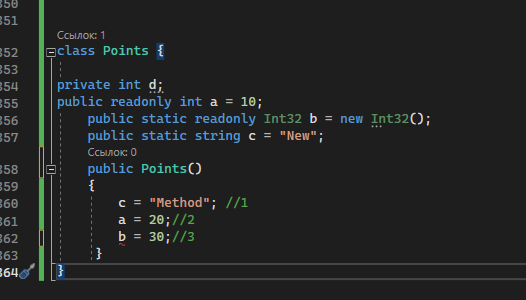 350
351
Ссылок: 1
352 class Points {
353
354 private int d;
355 public readonly int a = 10;
356 public static readonly Int32 b = new Int32();
357 public static string c = "New";
Ссылок: 0
358 public Points()
359 {
360 c = "Method"; //1
361 a = 20;//2
362 b = 30;//3
363 }
364 }